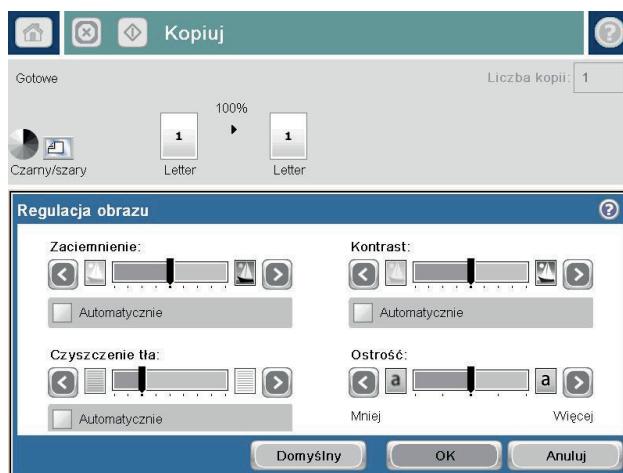 Kopiuj
Gotowe
Liczba kopii: 1
100%
1 1
Czarny/szary Letter Letter
Regulacja obrazu
Zaciemnienie: Kontrast:
Automatycznie Automatycznie
Czyszczenie tła: Ostrość:
a a
Automatycznie Mniej Więcej
Domyślny OK Anuluj